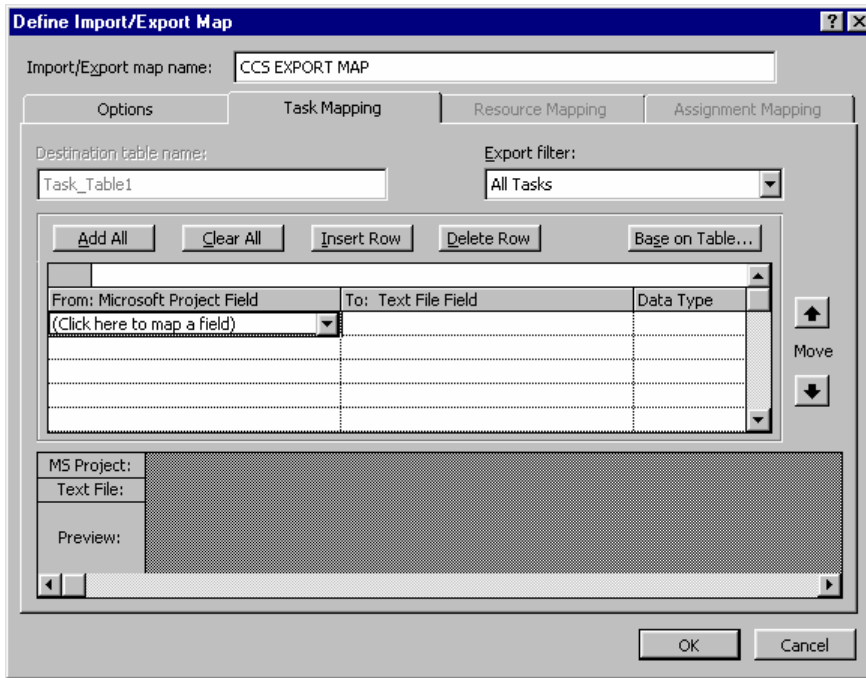 Define Import/Export Map
Import/Export map name: CCS EXPORT MAP
Options Task Mapping Resource Mapping Assignment Mapping
Destination table name: Export filter:
Task_Table1 All Tasks
Add All Clear All Insert Row Delete Row Base on Table...
From: Microsoft Project Field To: Text File Field Data Type
(Click here to map a field)
Move
MS Project:
Text File:
Preview:
OK Cancel